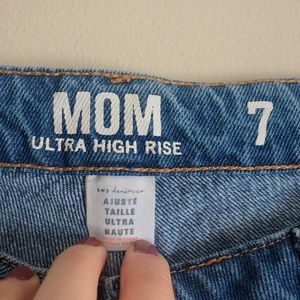 MOM
7
ULTRA HIGH RISE
AJUSTÉ
TAILLE
ULTRA
HAUTE